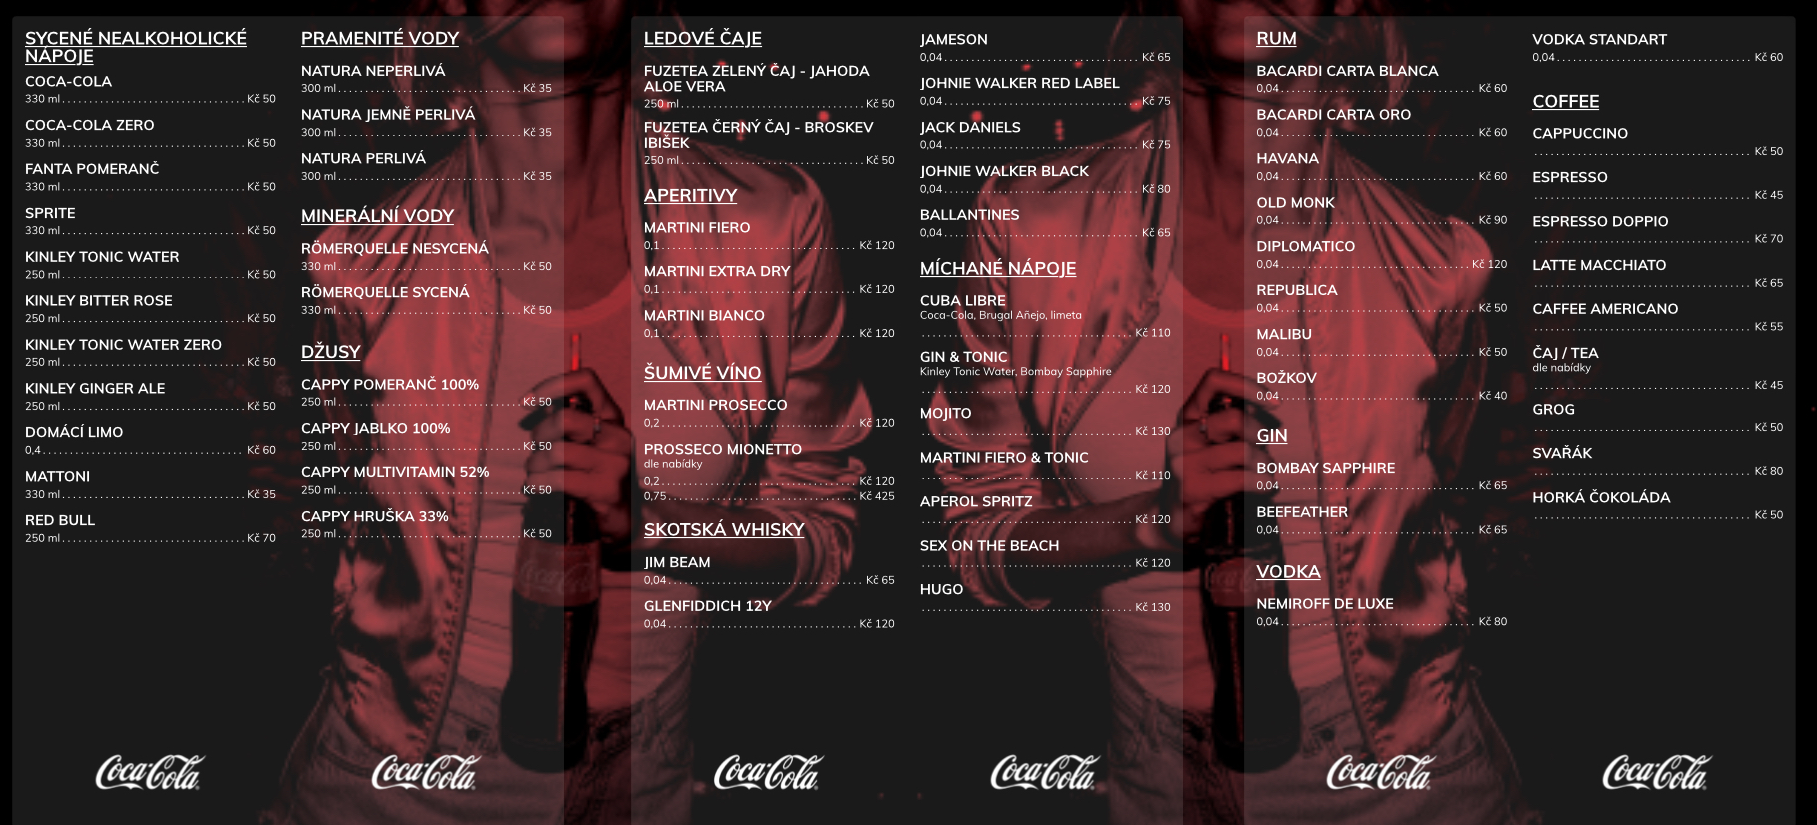 SYCENÉ NEALKOHOLICKÉ
NÁPOJE
COCA-COLA
330 ml Kč 50
COCA-COLA ZERO
330 ml Kč 50
FANTA POMERANČ
330 ml Kč 50
SPRITE
330 ml Kč 50
KINLEY TONIC WATER
250 ml Kč 50
KINLEY BITTER ROSE
250 ml Kč 50
KINLEY TONIC WATER ZERO
250 ml Kč 50
KINLEY GINGER ALE
250 ml Kč 50
DOMÁCÍ LIMO
0,4 Kč 60
MATTONI
330 ml Kč 35
RED BULL
250 ml Kč 70
Coca-Cola
PRAMENITÉ VODY
NATURA NEPERLIVÁ
300 ml Kč 35
NATURA JEMNĚ PERLIVÁ
300 ml Kč 35
NATURA PERLIVÁ
300 ml Kč 35
MINERÁLNÍ VODY
RÖMERQUELLE NESYCENÁ
330 ml Kč 50
RÖMERQUELLE SYCENÁ
330 ml Kč 50
DŽUSY
CAPPY POMERANČ 100%
250 ml Kč 50
CAPPY JABLKO 100%
250 ml Kč 50
CAPPY MULTIVITAMIN 52%
250 ml Kč 50
CAPPY HRUŠKA 33%
250 ml Kč 50
Coca-Cola
LEDOVÉ ČAJE
FUZETEA ZELENÝ ČAJ - JAHODA
ALOE VERA
250 ml Kč 50
FUZETEA ČERNÝ ČAJ - BROSKEV
IBIŠEK
250 ml Kč 50
APERITIVY
MARTINI FIERO
0,1 Kč 120
MARTINI EXTRA DRY
0,1 Kč 120
MARTINI BIANCO
0,1 Kč 120
ŠUMIVÉ VÍNO
MARTINI PROSECCO
0,2 Kč 120
PROSSECO MIONETTO
dle nabídky
0,2 Kč 120
0,75 Kč 425
SKOTSKÁ WHISKY
JIM BEAM
0,04 Kč 65
GLENFIDDICH 12Y
0,04 Kč 120
Coca-Cola
JAMESON
0,04 Kč 65
JOHNIE WALKER RED LABEL
0,04 Kč 75
JACK DANIELS
0,04 Kč 75
JOHNIE WALKER BLACK
0,04 Kč 80
BALLANTINES
0,04 Kč 65
MÍCHANÉ NÁPOJE
CUBA LIBRE
Coca-Cola, Brugal Añejo, limeta
Kč 110
GIN & TONIC
Kinley Tonic Water, Bombay Sapphire
Kč 120
MOJITO
Kč 130
MARTINI FIERO & TONIC
Kč 110
APEROL SPRITZ
Kč 120
SEX ON THE BEACH
Kč 120
HUGO
Kč 130
Coca-Cola
RUM
BACARDI CARTA BLANCA
0,04 Kč 60
BACARDI CARTA ORO
0,04 Kč 60
HAVANA
0,04 Kč 60
OLD MONK
0,04 Kč 90
DIPLOMATICO
0,04 Kč 120
REPUBLICA
0,04 Kč 50
MALIBU
0,04 Kč 50
BOŽKOV
0,04 Kč 40
GIN
BOMBAY SAPPHIRE
0,04 Kč 65
BEEFEATHER
0,04 Kč 65
VODKA
NEMIROFF DE LUXE
0,04 Kč 80
Coca-Cola
VODKA STANDART
0,04 Kč 60
COFFEE
CAPPUCCINO
Kč 50
ESPRESSO
Kč 45
ESPRESSO DOPPIO
Kč 70
LATTE MACCHIATO
Kč 65
CAFFEE AMERICANO
Kč 55
ČAJ / TEA
dle nabídky
Kč 45
GROG
Kč 50
SVAŘÁK
Kč 80
HORKÁ ČOKOLÁDA
Kč 50
Coca-Cola